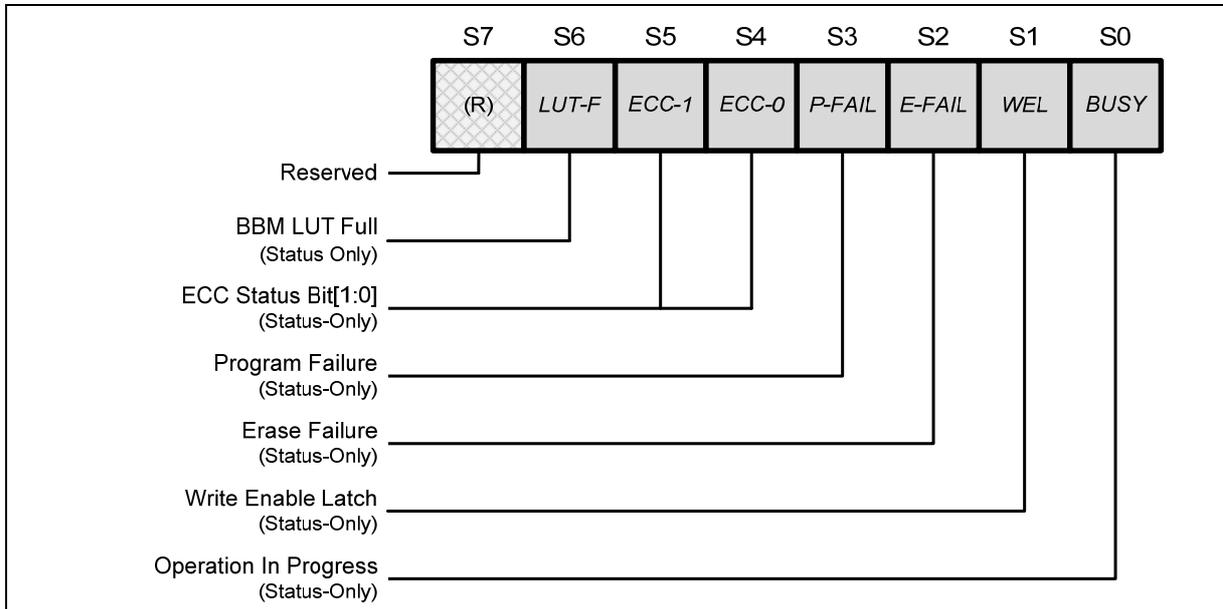 S7 S6 S5 S4 S3 S2 S1 S0
(R) LUT-F ECC-1 ECC-0 P-FAIL E-FAIL WEL BUSY
Reserved
BBM LUT Full
(Status Only)
ECC Status Bit[1:0]
(Status-Only)
Program Failure
(Status-Only)
Erase Failure
(Status-Only)
Write Enable Latch
(Status-Only)
Operation In Progress
(Status-Only)